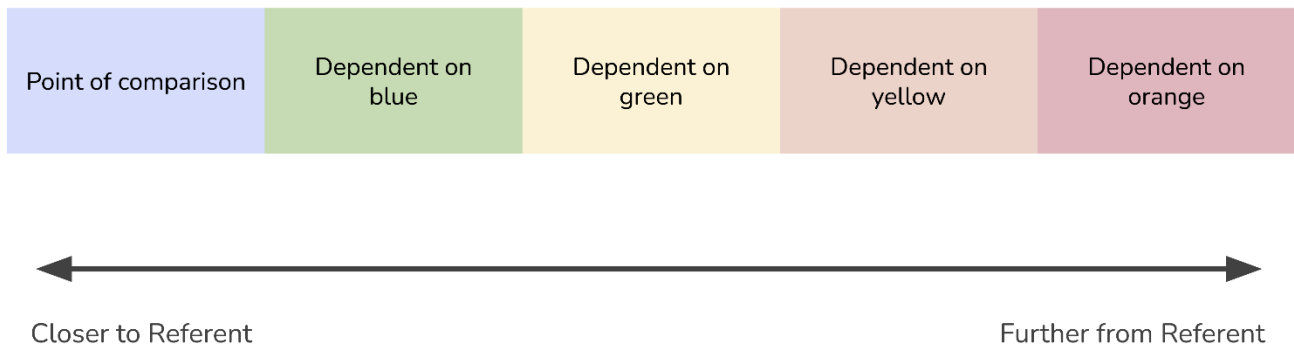 Point of comparison
Dependent on
blue
Dependent on
green
Dependent on
yellow
Dependent on
orange
Closer to Referent
Further from Referent